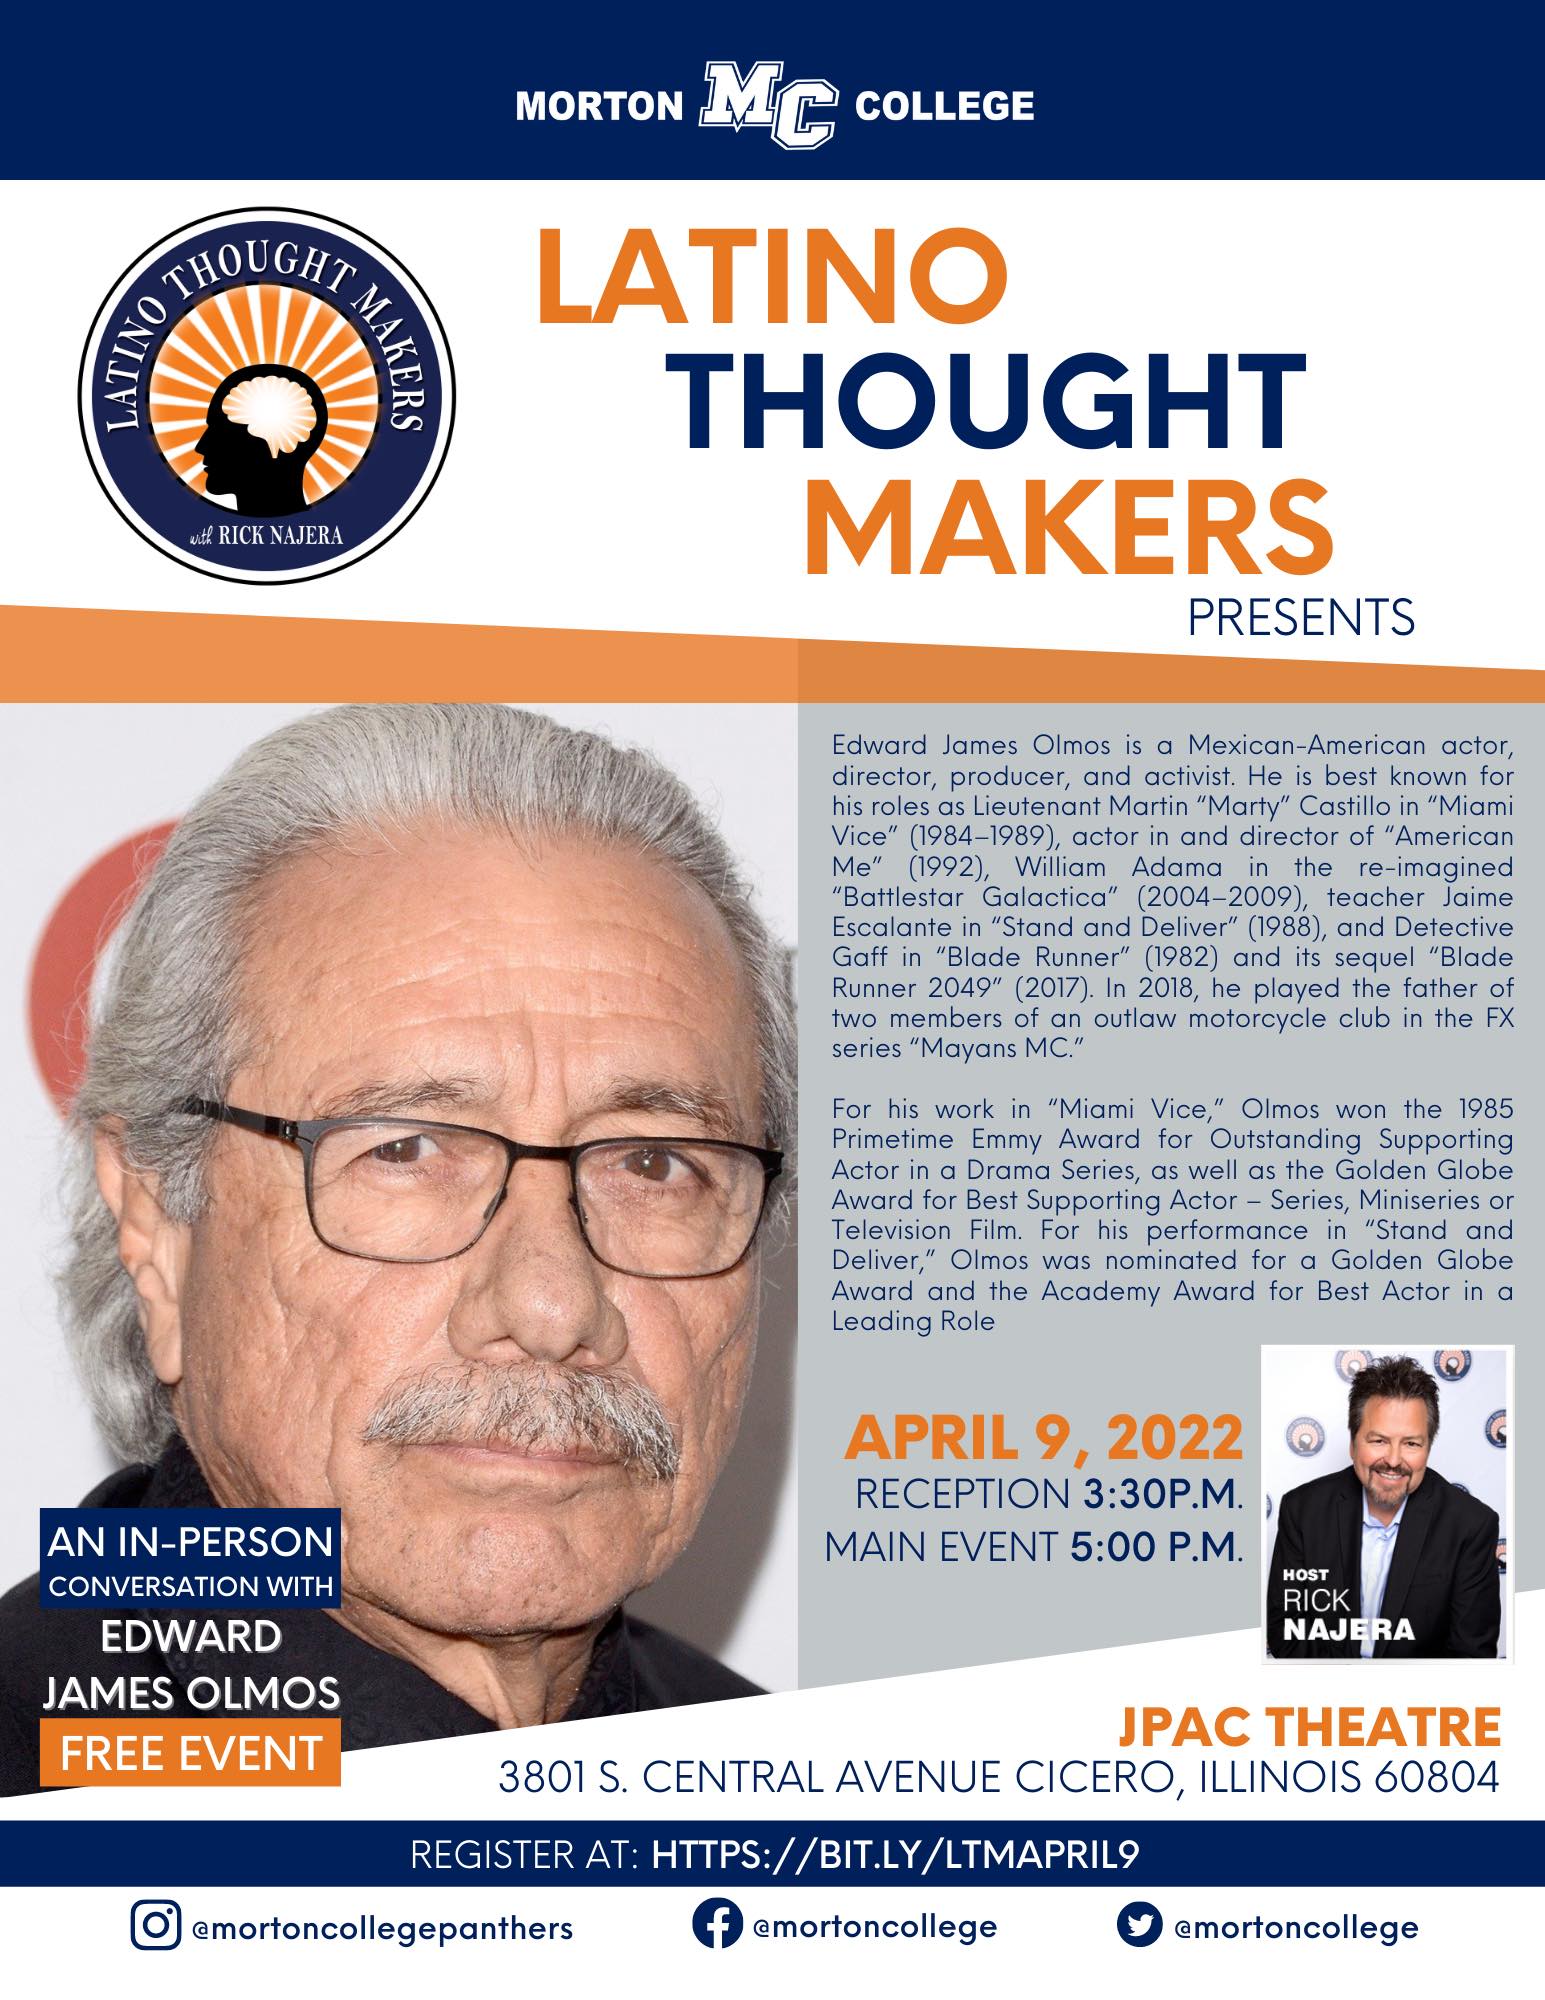 MORTON MC COLLEGE
LATINO THOUGHT MAKERS
with RICK NAJERA
LATINO
THOUGHT
MAKERS
PRESENTS
Edward James Olmos is a Mexican-American actor,
director, producer, and activist. He is best known for
his roles as Lieutenant Martin “Marty” Castillo in “Miami
Vice” (1984–1989), actor in and director of “American
Me” (1992), William Adama in the re-imagined
“Battlestar Galactica” (2004–2009), teacher Jaime
Escalante in “Stand and Deliver” (1988), and Detective
Gaff in “Blade Runner” (1982) and its sequel “Blade
Runner 2049” (2017). In 2018, he played the father of
two members of an outlaw motorcycle club in the FX
series “Mayans MC.”
For his work in “Miami Vice,” Olmos won the 1985
Primetime Emmy Award for Outstanding Supporting
Actor in a Drama Series, as well as the Golden Globe
Award for Best Supporting Actor – Series, Miniseries or
Television Film. For his performance in “Stand and
Deliver,” Olmos was nominated for a Golden Globe
Award and the Academy Award for Best Actor in a
Leading Role
APRIL 9, 2022
RECEPTION 3:30P.M.
MAIN EVENT 5:00 P.M.
HOST
RICK
NAJERA
AN IN-PERSON
CONVERSATION WITH
EDWARD
JAMES OLMOS
FREE EVENT
JPAC THEATRE
3801 S. CENTRAL AVENUE CICERO, ILLINOIS 60804
REGISTER AT: HTTPS://BIT.LY/LTMAPRIL9
@mortoncollegepanthers
@mortoncollege
@mortoncollege